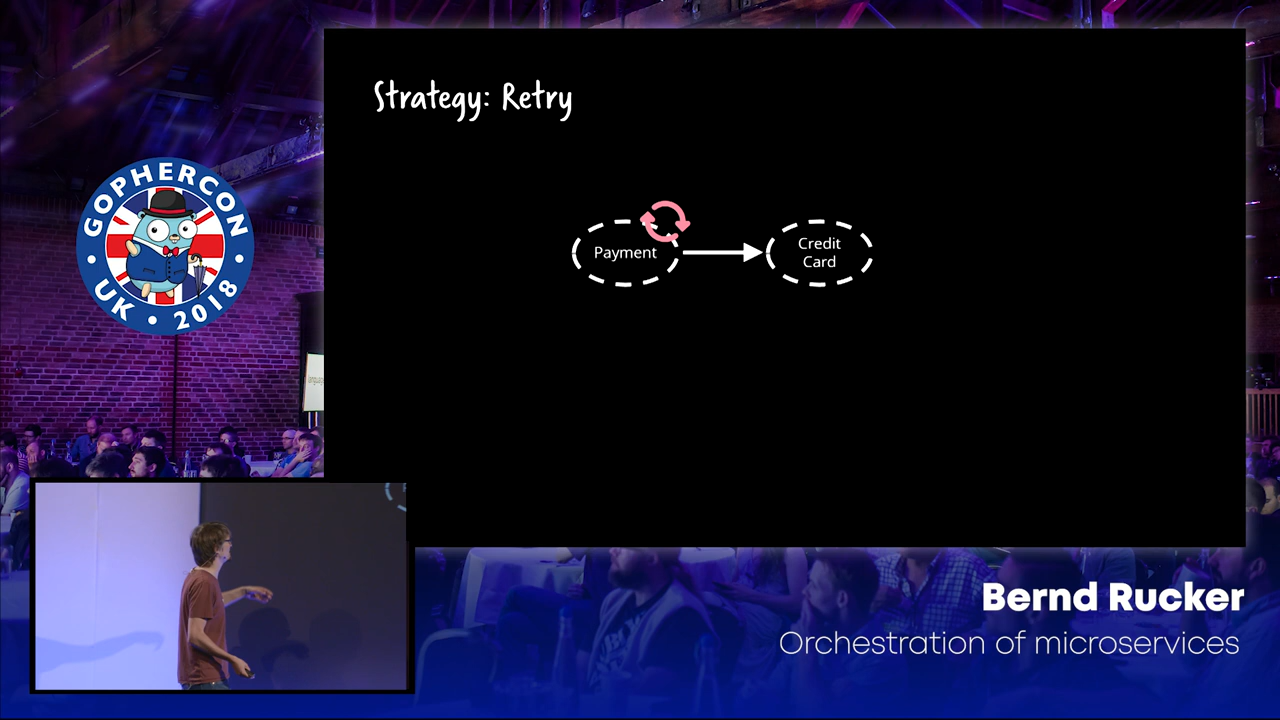 Strategy: Retry
GOPHERCON
UK • 2018
Payment
Credit
Card
Bernd Rucker
Orchestration of microservices